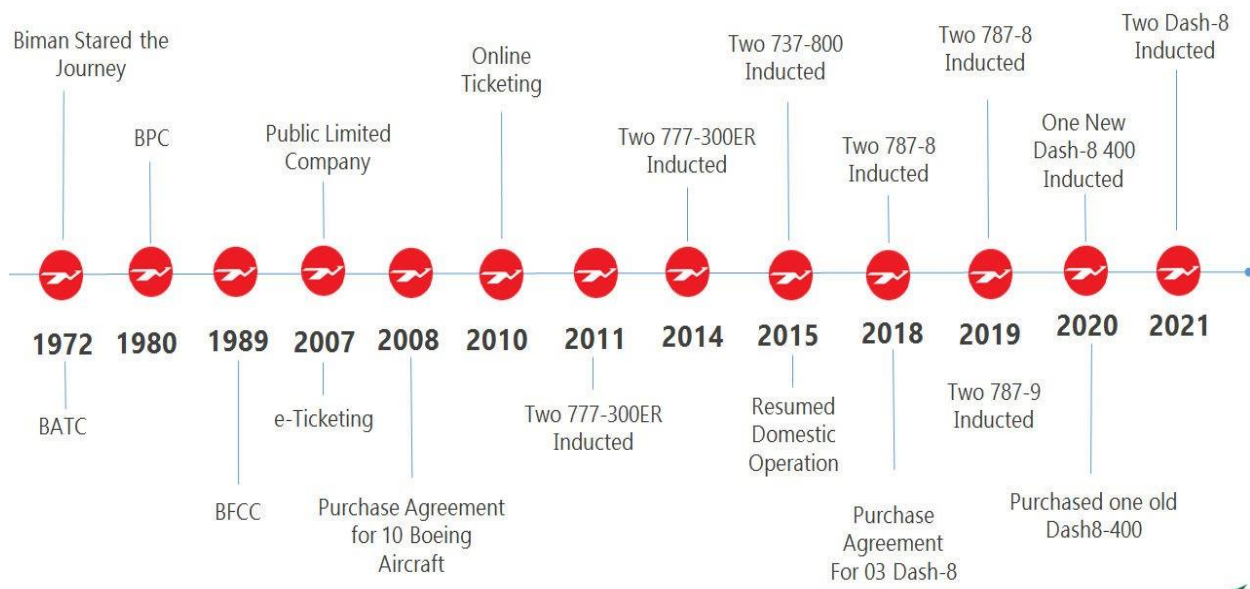 Biman Stared the
Journey
BPC
Public Limited
Company
Online
Ticketing
Two 777-300ER
Inducted
Two 737-800
Inducted
Two 787-8
Inducted
Two 787-8
Inducted
One New
Dash-8 400
Inducted
Two Dash-8
Inducted
1972
1980
1989
2007
2008
2010
2011
2014
2015
2018
2019
2020
2021
BATC
BFCC
e-Ticketing
Purchase Agreement
for 10 Boeing
Aircraft
Two 777-300ER
Inducted
Resumed
Domestic
Operation
Purchase
Agreement
For 03 Dash-8
Two 787-9
Inducted
Purchased one old
Dash8-400